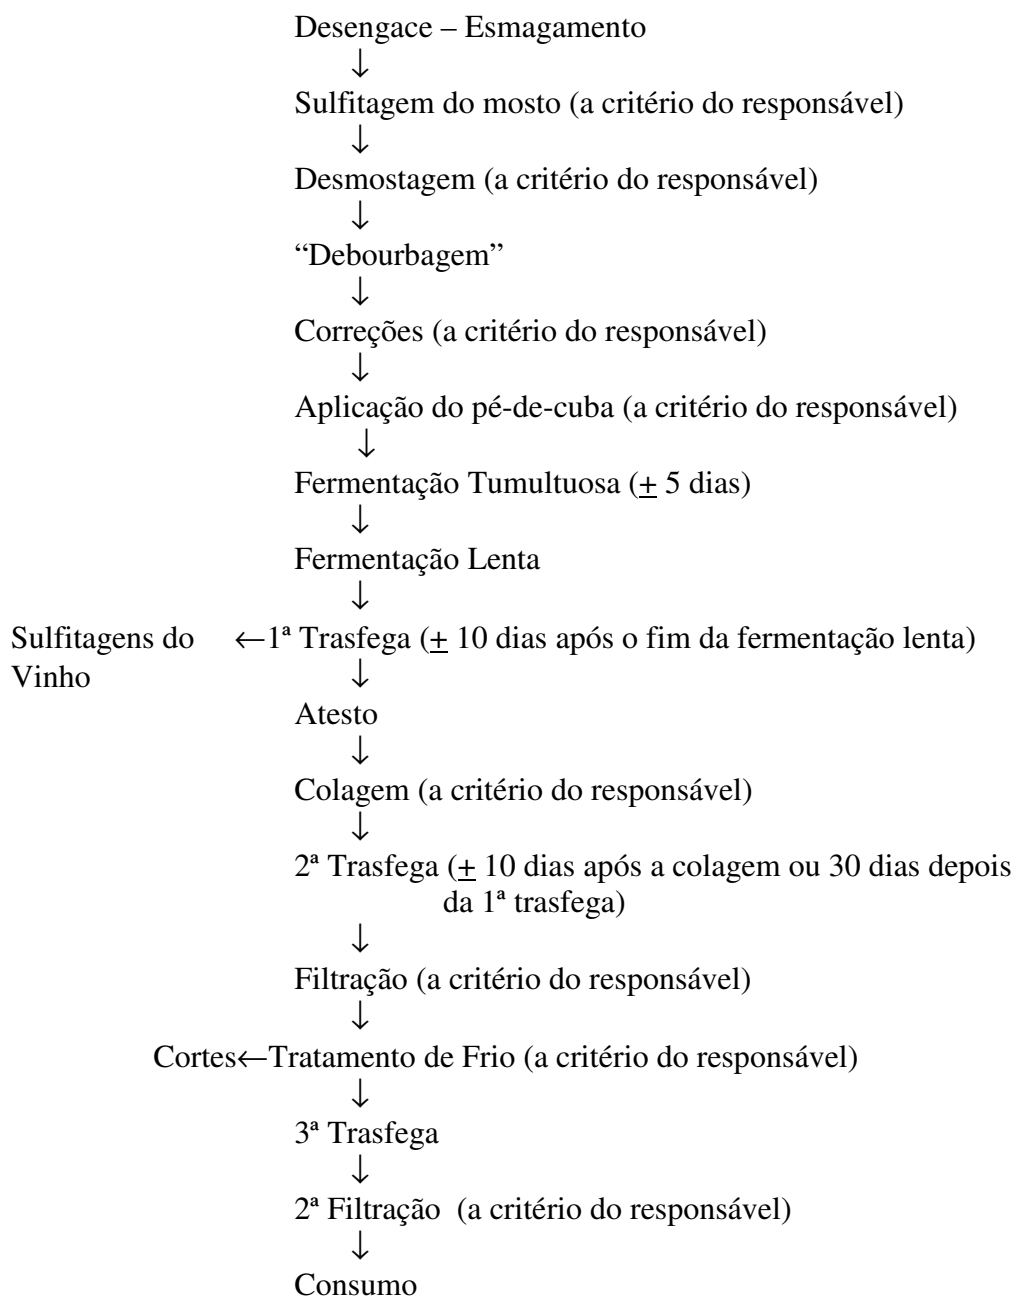 Desengace – Esmagamento
↓
Sulfitagem do mosto (a critério do responsável)
↓
Desmostagem (a critério do responsável)
↓
“Debourbagem”
↓
Correções (a critério do responsável)
↓
Aplicação do pé-de-cuba (a critério do responsável)
↓
Fermentação Tumultuosa (+ 5 dias)
↓
Fermentação Lenta
↓
Sulfitagens do ←1ª Trasfega (+ 10 dias após o fim da fermentação lenta)
Vinho ↓
Atesto
↓
Colagem (a critério do responsável)
↓
2ª Trasfega (+ 10 dias após a colagem ou 30 dias depois
da 1ª trasfega)
↓
Filtração (a critério do responsável)
↓
Cortes←Tratamento de Frio (a critério do responsável)
↓
3ª Trasfega
↓
2ª Filtração (a critério do responsável)
↓
Consumo